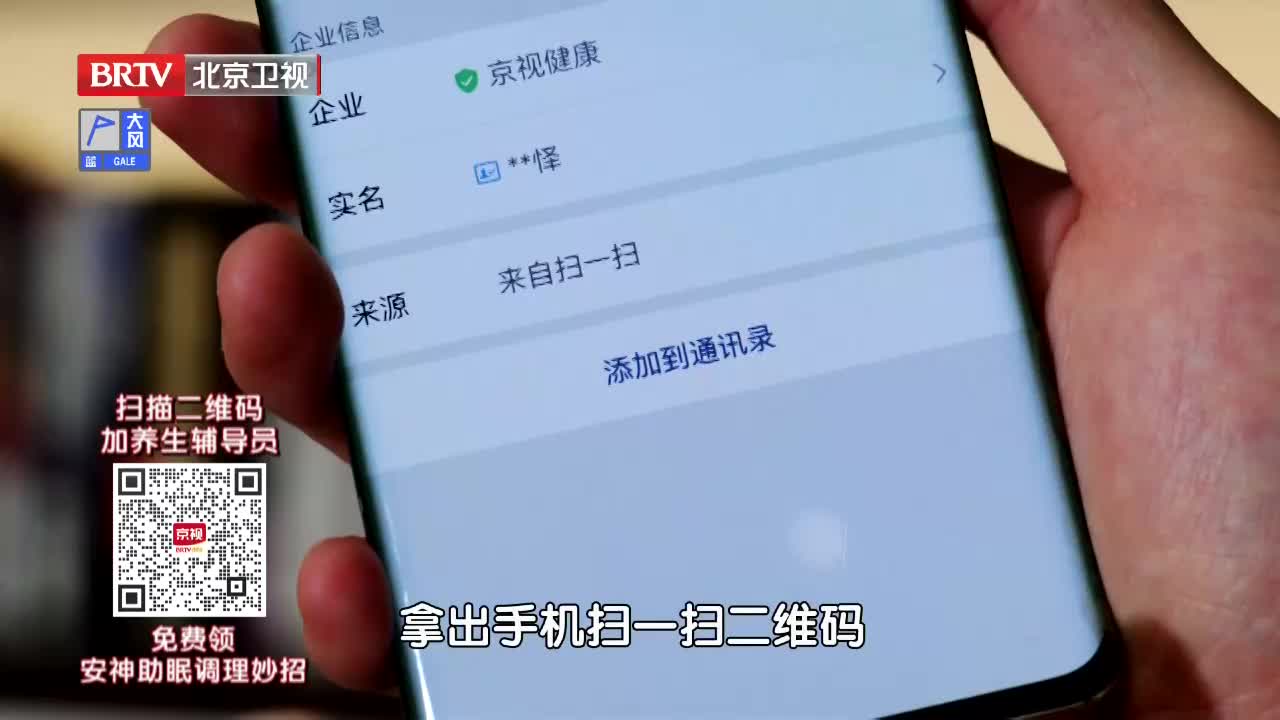 企业信息
BRTV 北京卫视
企业 京视健康
大风
蓝 GALE
实名 **怿
来源 来自扫一扫
添加到通讯录
扫描二维码
加养生辅导员
京视
BRTV
拿出手机扫一扫二维码
免费领
安神助眠调理妙招